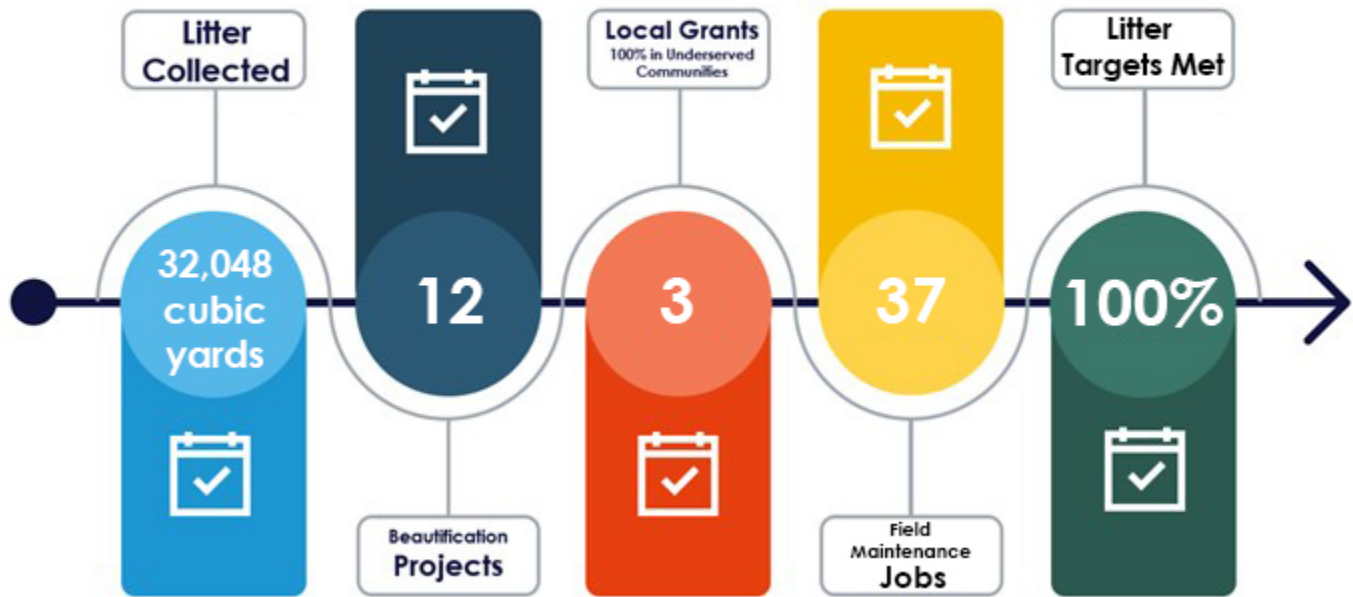 Litter
Collected
32,048
cubic
yards
12
Beautification
Projects
Local Grants
100% in Underserved
Communities
3
37
Field
Maintenance
Jobs
Litter
Targets Met
100%